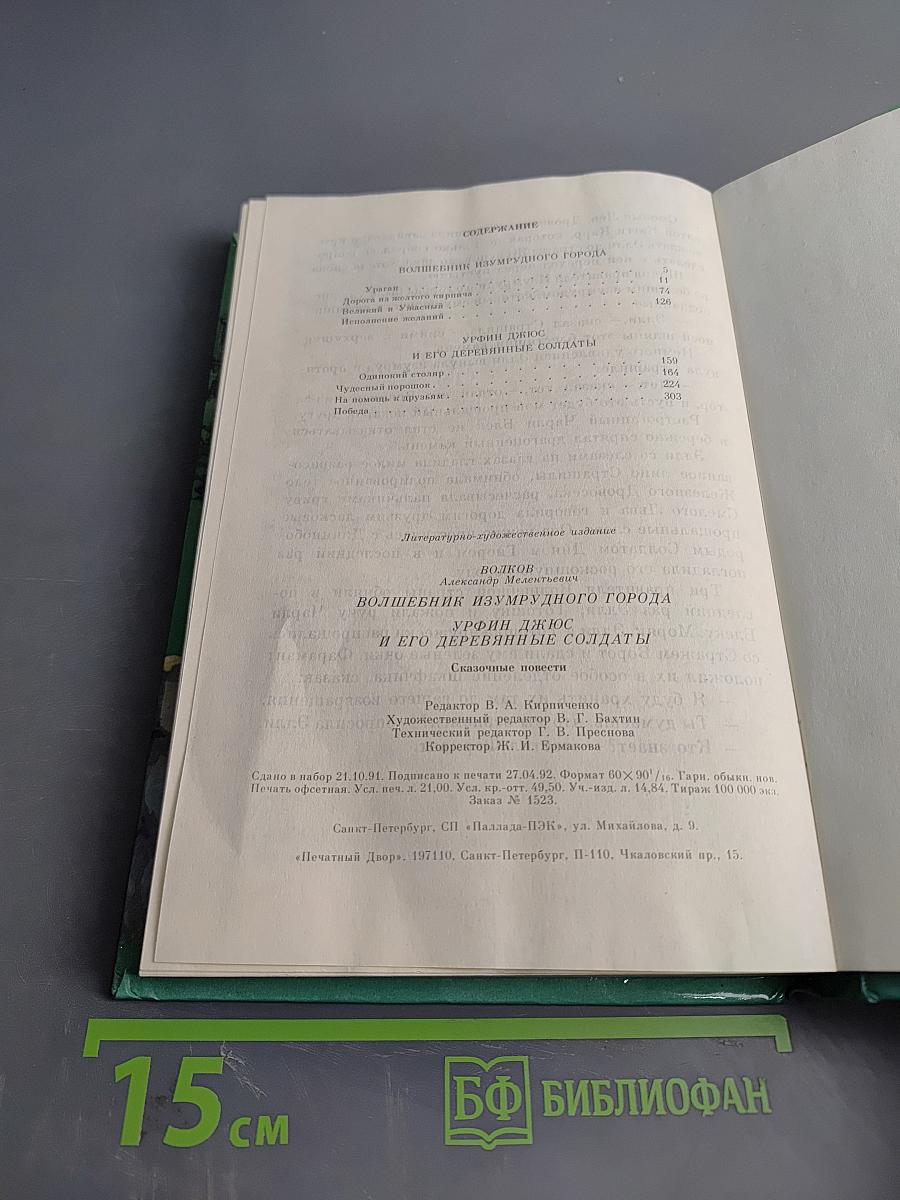 СОДЕРЖАНИЕ
ВОЛШЕБНИК ИЗУМРУДНОГО ГОРОДА
Ураган . . . . . . . . . . 5
Дорога из желтого кирпича . . . . . . . . . . 11
Великий и Ужасный . . . . . . . . . . 74
Исполнение желаний . . . . . . . . . . 126
УРФИН ДЖЮС
И ЕГО ДЕРЕВЯННЫЕ СОЛДАТЫ
Одинокий столяр . . . . . . . . . . 159
Чудесный порошок . . . . . . . . . . 164
На помощь к друзьям . . . . . . . . . . 224
Победа . . . . . . . . . . 303
Литературно-художественное издание
ВОЛКОВ
Александр Мелентьевич
ВОЛШЕБНИК ИЗУМРУДНОГО ГОРОДА
УРФИН ДЖЮС
И ЕГО ДЕРЕВЯННЫЕ СОЛДАТЫ
Сказочные повести
Редактор В. А. Кирпиченко
Художественный редактор В. Г. Бахтин
Технический редактор Г. В. Преснова
Корректор Ж. И. Ермакова
Сдано в набор 21.10.91. Подписано к печати 27.04.92. Формат 60×90¹/₁₆. Гарн. обыкн. нов.
Печать офсетная. Усл. печ. л. 21,00. Усл. кр.-отт. 49,50. Уч.-изд. л. 14,84. Тираж 100 000 экз.
Заказ № 1523.
Санкт-Петербург, СП «Паллада-ПЭК», ул. Михайлова, д. 9.
«Печатный Двор». 197110, Санкт-Петербург, П-110, Чкаловский пр., 15.
15 см
БФ БИБЛИОФАН